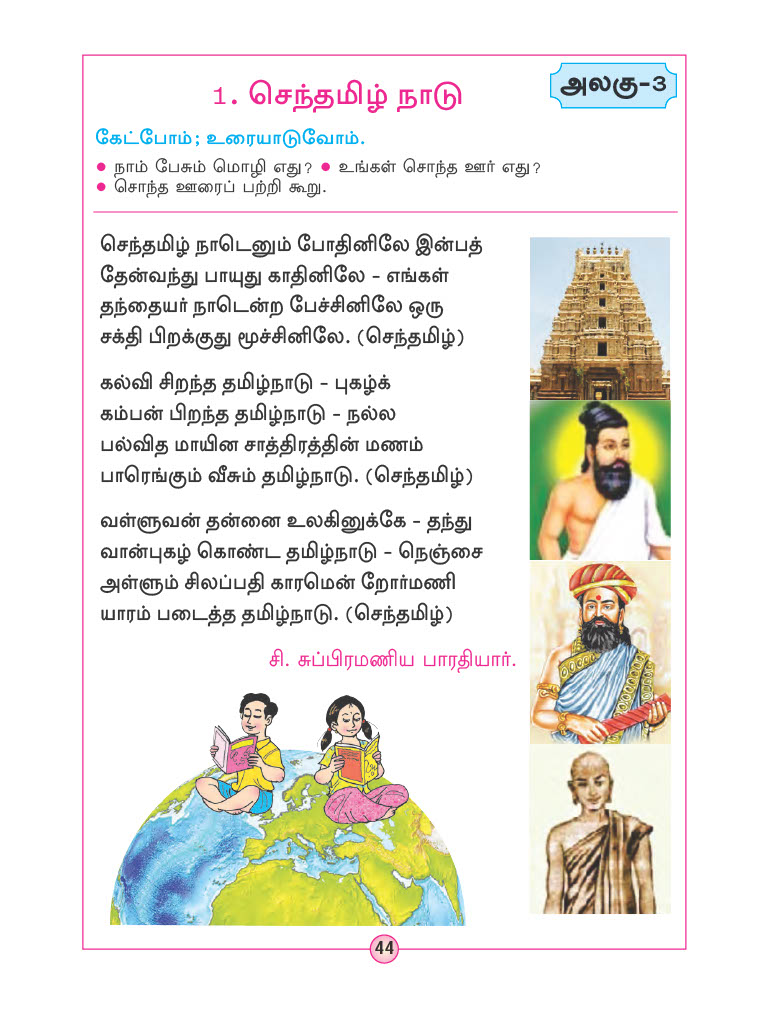 அலகு-3
1. செந்தமிழ் நாடு
கேட்போம்; உரையாடுவோம்.
• நாம் பேசும் மொழி எது? • உங்கள் சொந்த ஊர் எது?
• சொந்த ஊரைப் பற்றி கூறு.
செந்தமிழ் நாடெனும் போதினிலே இன்பத்
தேன்வந்து பாயுது காதினிலே - எங்கள்
தந்தையர் நாடென்ற பேச்சினிலே ஒரு
சக்தி பிறக்குது மூச்சினிலே. (செந்தமிழ்)
கல்வி சிறந்த தமிழ்நாடு - புகழ்க்
கம்பன் பிறந்த தமிழ்நாடு - நல்ல
பல்வித மாயின சாத்திரத்தின் மணம்
பாரெங்கும் வீசும் தமிழ்நாடு. (செந்தமிழ்)
வள்ளுவன் தன்னை உலகினுக்கே - தந்து
வான்புகழ் கொண்ட தமிழ்நாடு - நெஞ்சை
அள்ளும் சிலப்பதி காரமென் றோர்மணி
யாரம் படைத்த தமிழ்நாடு. (செந்தமிழ்)
சி. சுப்பிரமணிய பாரதியார்.
44